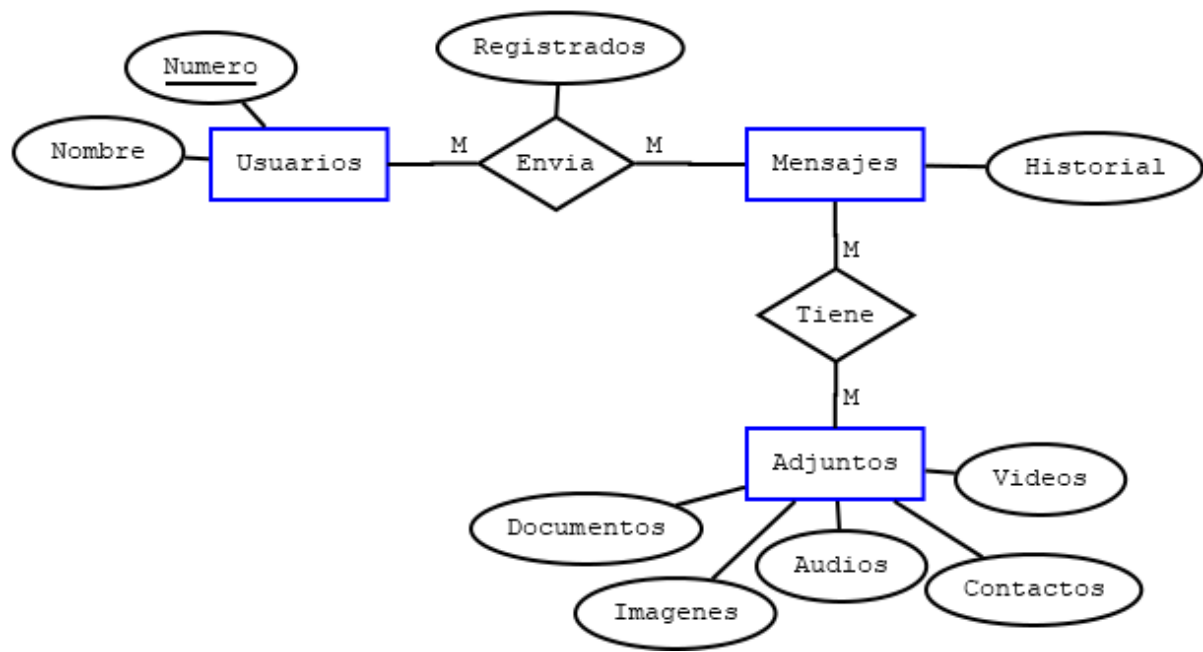 Registrados
Numero
Nombre
Usuarios
M
Envia
M
Mensajes
Historial
M
Tiene
M
Adjuntos
Videos
Documentos
Audios
Contactos
Imagenes